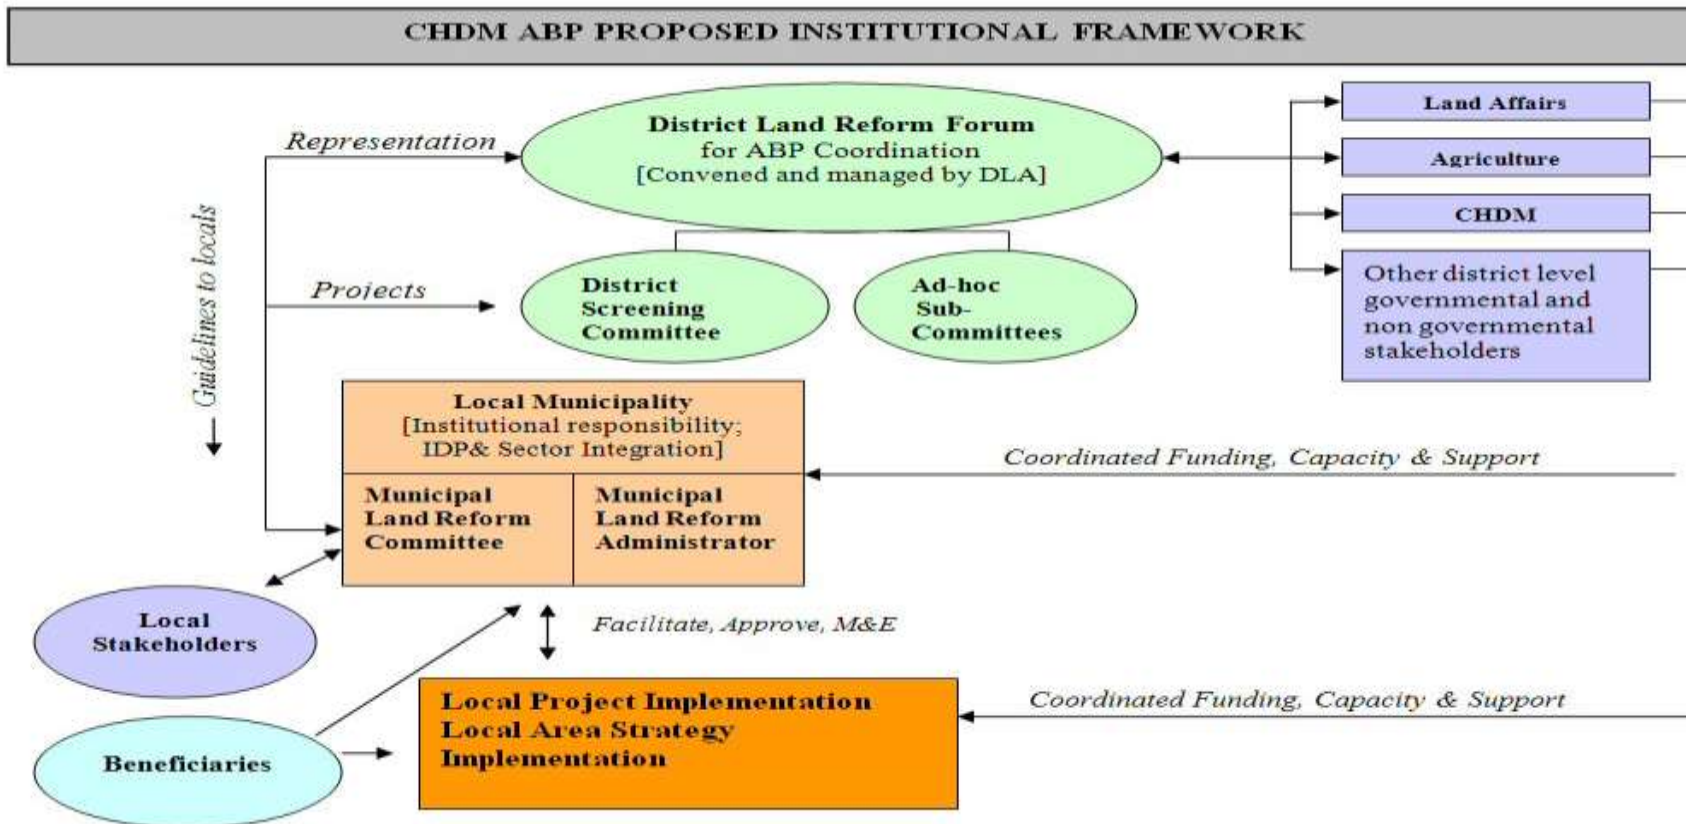 CHDM ABP PROPOSED INSTITUTIONAL FRAMEWORK
Representation
District Land Reform Forum
for ABP Coordination
[Convened and managed by DLA]
Land Affairs
Agriculture
CHDM
Other district level
governmental and
non governmental
stakeholders
Guidelines to locals
Projects
District
Screening
Committee
Ad-hoc
Sub-
Committees
Local Municipality
[Institutional responsibility;
IDP& Sector Integration]
Coordinated Funding, Capacity & Support
Municipal
Land Reform
Committee
Municipal
Land Reform
Administrator
Local
Stakeholders
Facilitate, Approve, M&E
Local Project Implementation
Local Area Strategy
Implementation
Coordinated Funding, Capacity & Support
Beneficiaries